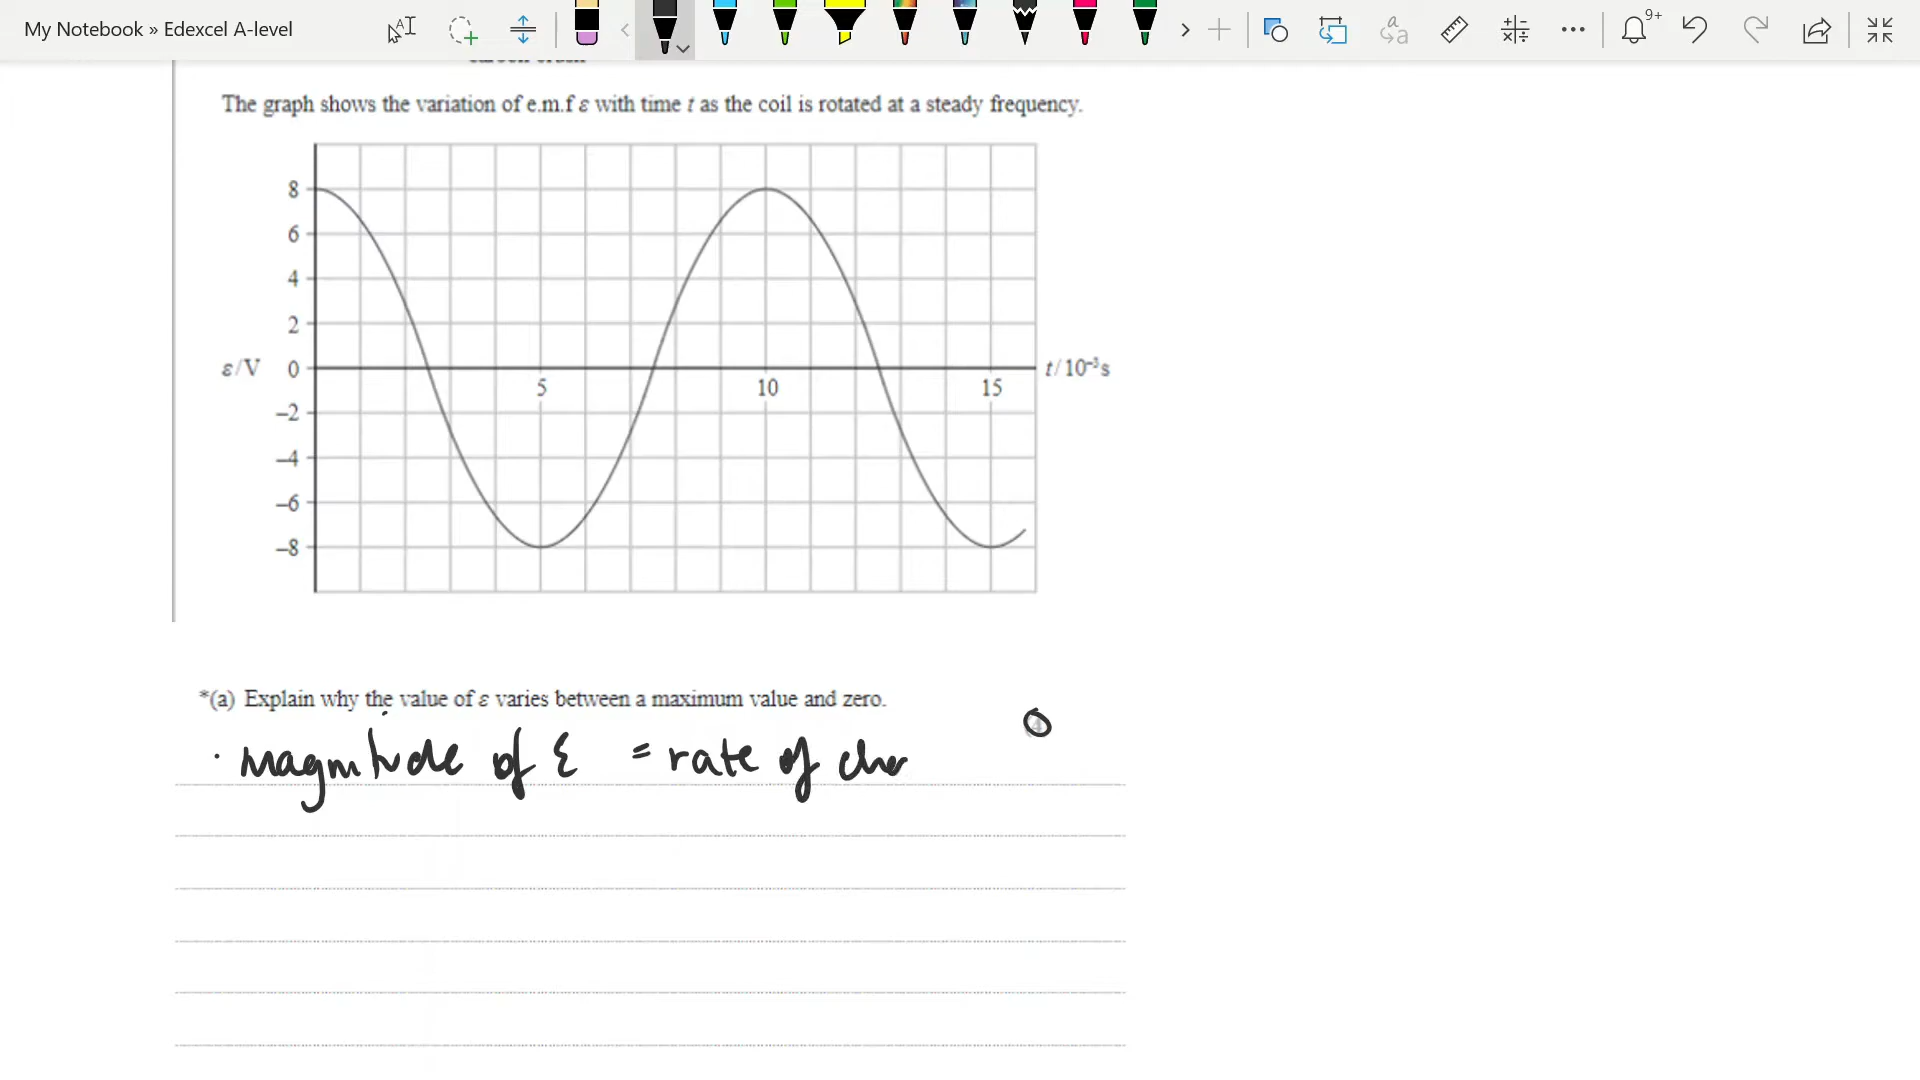 My Notebook » Edexcel A-level
9+
The graph shows the variation of e.m.f ε with time t as the coil is rotated at a steady frequency.
8
6
4
2
ε/V 0
5 10 15
t/10⁻³s
–2
–4
–6
–8
*(a) Explain why the value of ε varies between a maximum value and zero.
· magnitude of ε = rate of cha